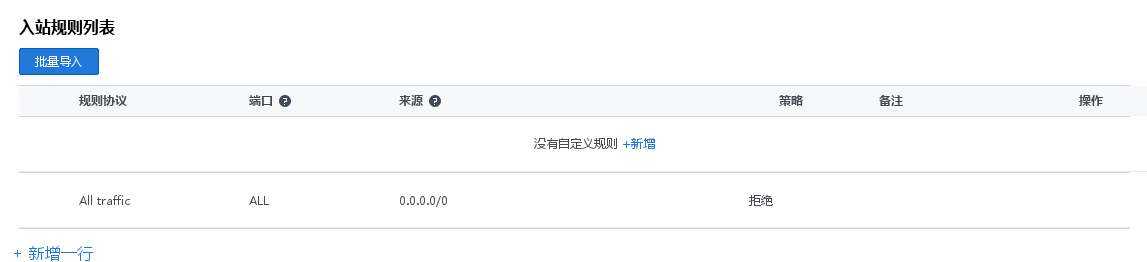 入站规则列表
批量导入
规则协议 端口 ? 来源 ? 策略 备注 操作
没有自定义规则 +新增
All traffic ALL 0.0.0.0/0 拒绝
+ 新增一行